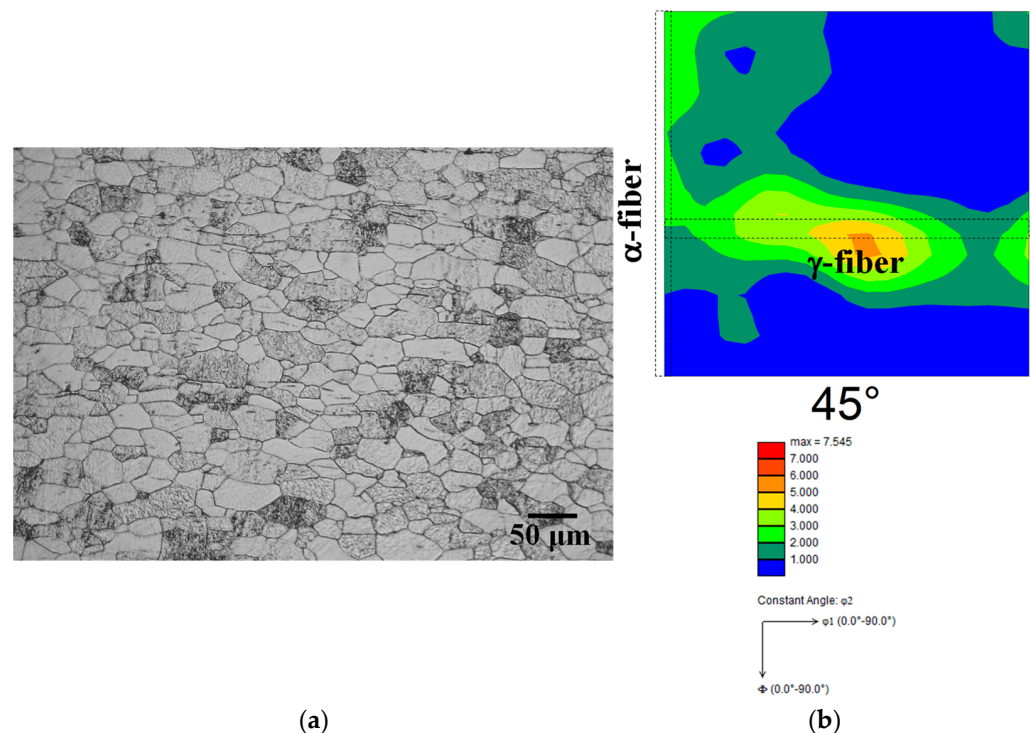 50 μm
(a)
α-fiber
γ-fiber
45°
max = 7.545
7.000
6.000
5.000
4.000
3.000
2.000
1.000
Constant Angle: φ2
φ1 (0.0°-90.0°)
Φ (0.0°-90.0°)
(b)